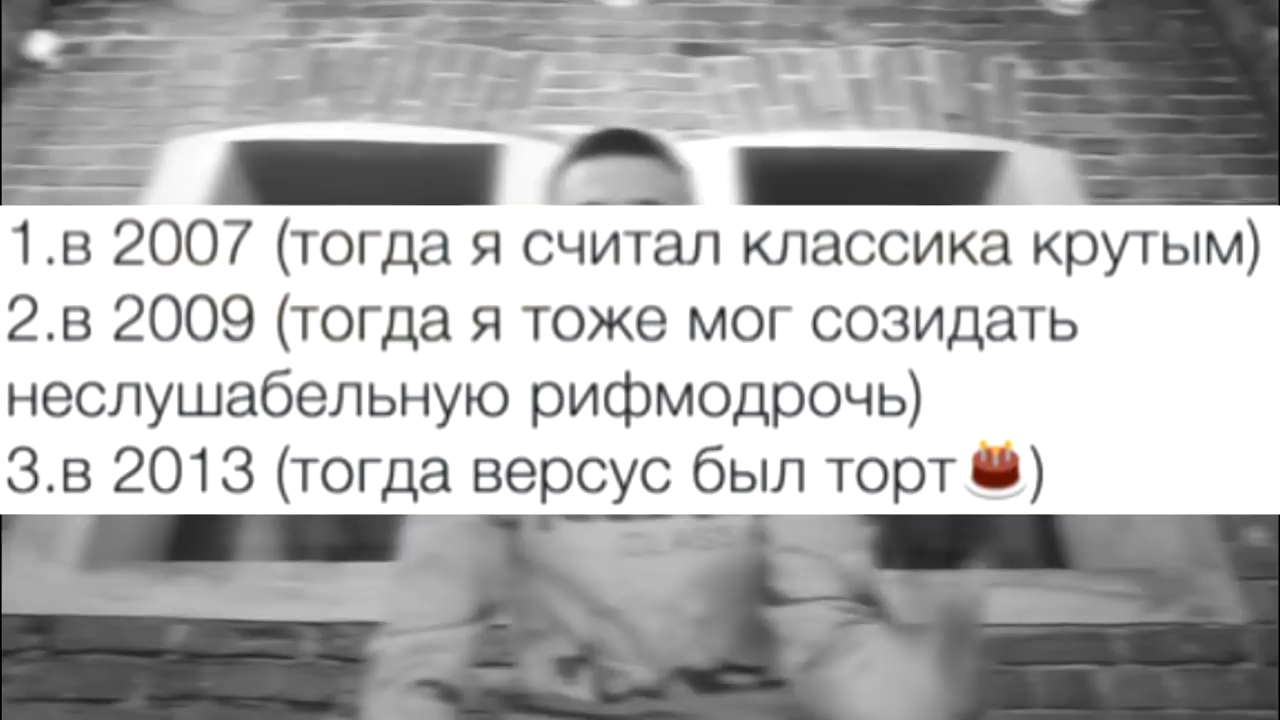 1.в 2007 (тогда я считал классика крутым)
2.в 2009 (тогда я тоже мог созидать
неслушабельную рифмодрочь)
3.в 2013 (тогда версус был торт🎂)